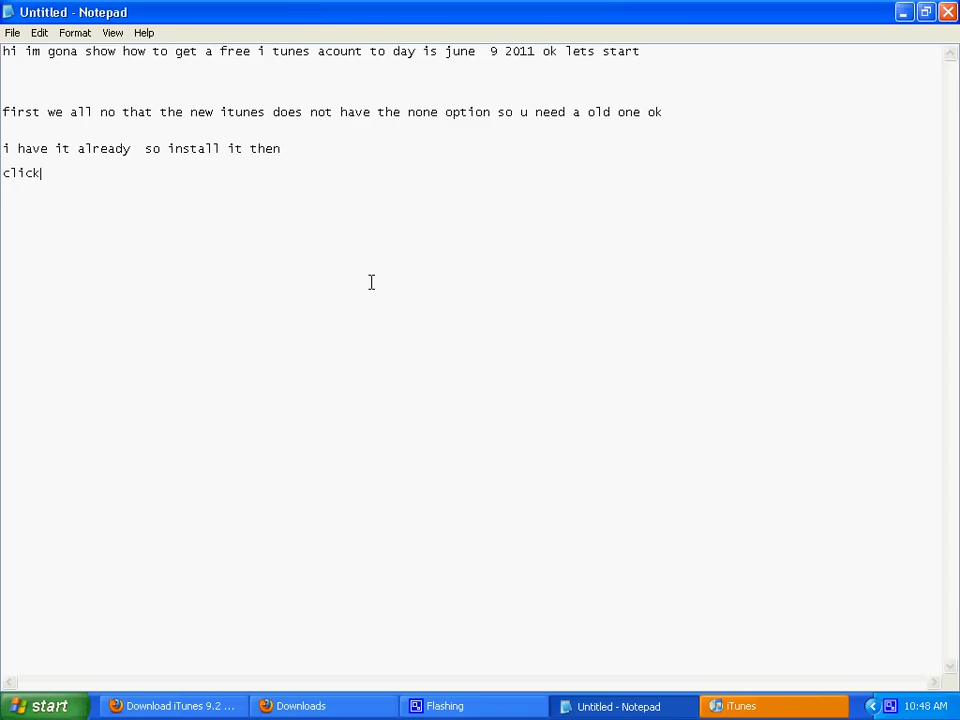 Untitled - Notepad
File Edit Format View Help
hi im gona show how to get a free i tunes acount to day is june  9 2011 ok lets start
first we all no that the new itunes does not have the none option so u need a old one ok
i have it already  so install it then
click
start Download iTunes 9.2 ... Downloads Flashing Untitled - Notepad iTunes 10:48 AM